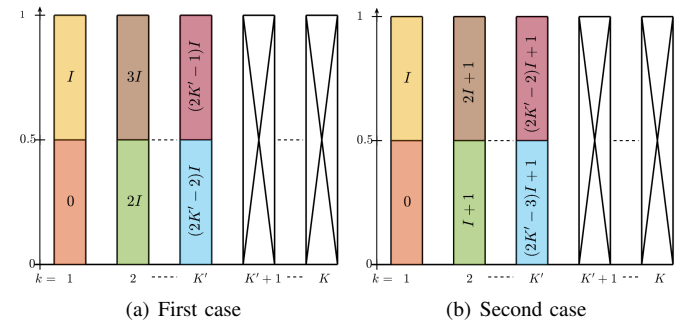 1
I
3I
(2K′ − 1)I
0.5
0
2I
(2K′ − 2)I
0
k = 1 2 K′ K′ + 1 K
(a) First case
1
I
2I + 1
(2K′ − 2)I + 1
0.5
0
I + 1
(2K′ − 3)I + 1
0
k = 1 2 K′ K′ + 1 K
(b) Second case